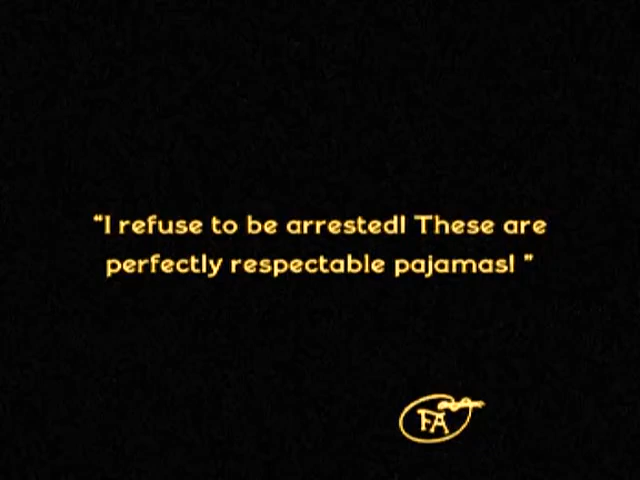 “I refuse to be arrested! These are
perfectly respectable pajamas! ”
FA